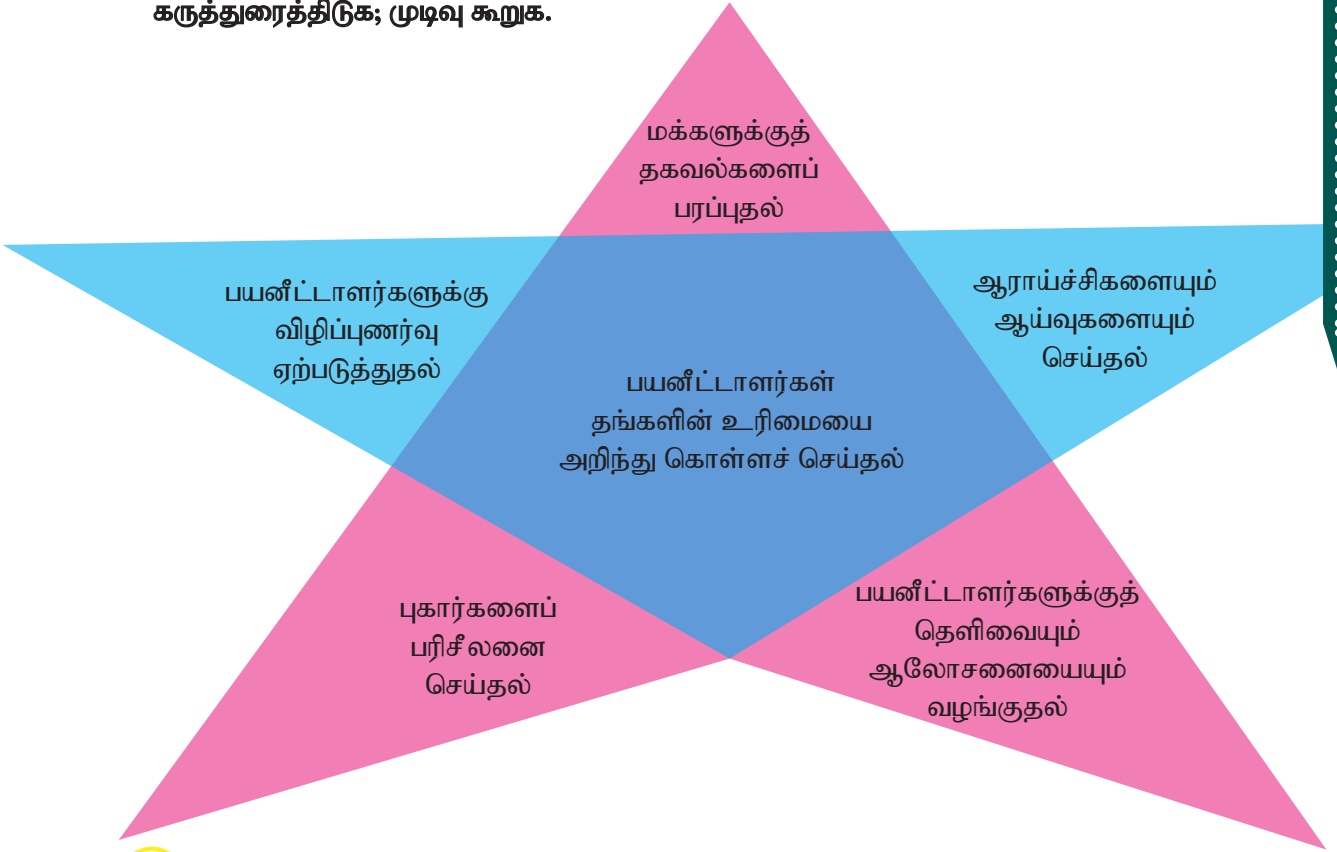 கருத்துரைத்திடுக; முடிவு கூறுக.
மக்களுக்குத்
தகவல்களைப்
பரப்புதல்
பயனீட்டாளர்களுக்கு
விழிப்புணர்வு
ஏற்படுத்துதல்
ஆராய்ச்சிகளையும்
ஆய்வுகளையும்
செய்தல்
பயனீட்டாளர்கள்
தங்களின் உரிமையை
அறிந்து கொள்ளச் செய்தல்
புகார்களைப்
பரிசீலனை
செய்தல்
பயனீட்டாளர்களுக்குத்
தெளிவையும்
ஆலோசனையையும்
வழங்குதல்